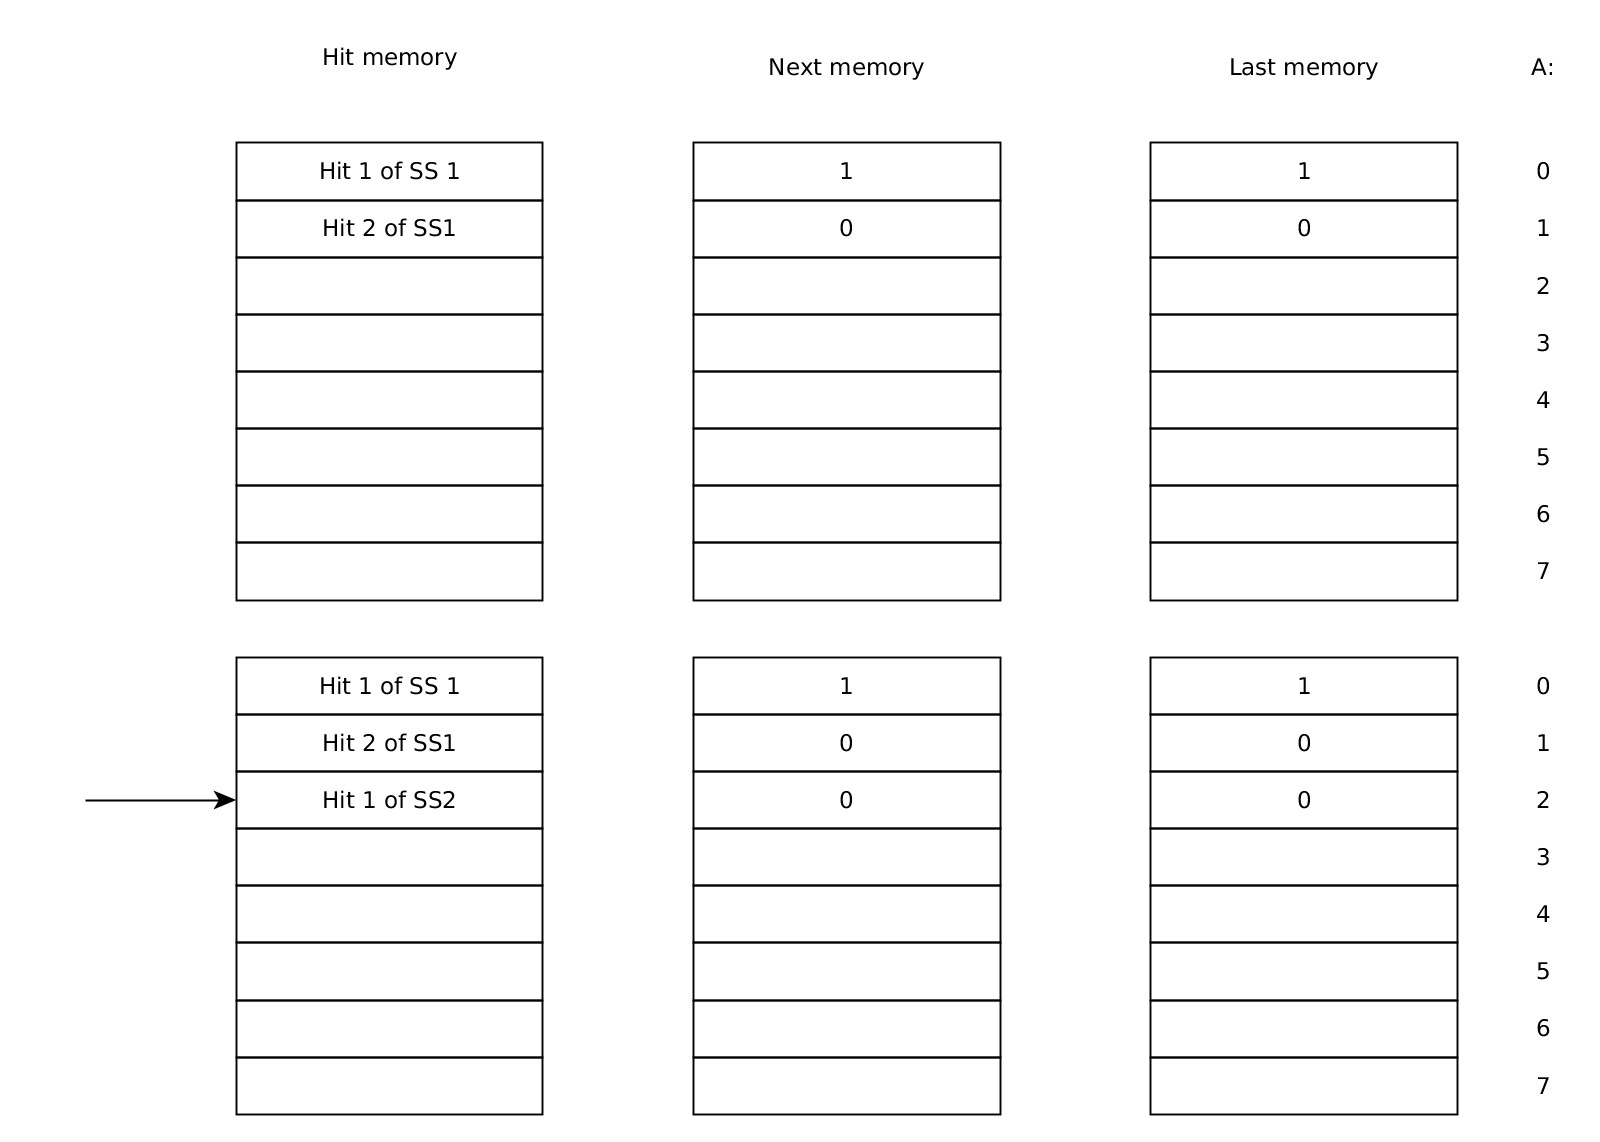 Hit memory Next memory Last memory A:
Hit 1 of SS 1 1 1 0
Hit 2 of SS1 0 0 1
2
3
4
5
6
7
Hit 1 of SS 1 1 1 0
Hit 2 of SS1 0 0 1
Hit 1 of SS2 0 0 2
3
4
5
6
7